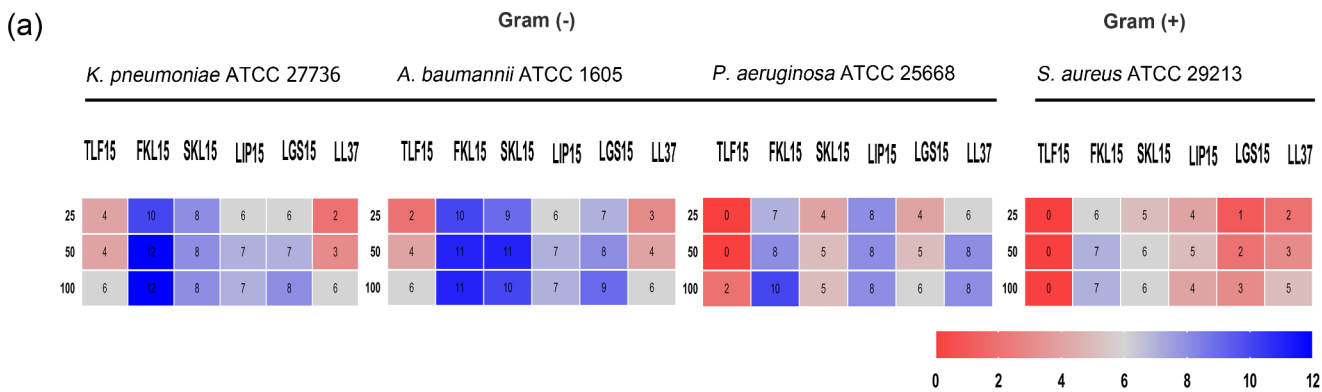 (a)
Gram (-)
Gram (+)
K. pneumoniae ATCC 27736
A. baumannii ATCC 1605
P. aeruginosa ATCC 25668
S. aureus ATCC 29213
TLF15 FKL15 SKL15 LIP15 LGS15 LL37
TLF15 FKL15 SKL15 LIP15 LGS15 LL37
TLF15 FKL15 SKL15 LIP15 LGS15 LL37
TLF15 FKL15 SKL15 LIP15 LGS15 LL37
25 4 10 8 6 6 2
50 4 12 8 7 7 3
100 6 12 8 7 8 6
25 2 10 9 6 7 3
50 4 11 11 7 8 4
100 6 11 10 7 9 6
25 0 7 4 8 4 6
50 0 8 5 8 5 8
100 2 10 5 8 6 8
25 0 6 5 4 1 2
50 0 7 6 5 2 3
100 0 7 6 4 3 5
0 2 4 6 8 10 12